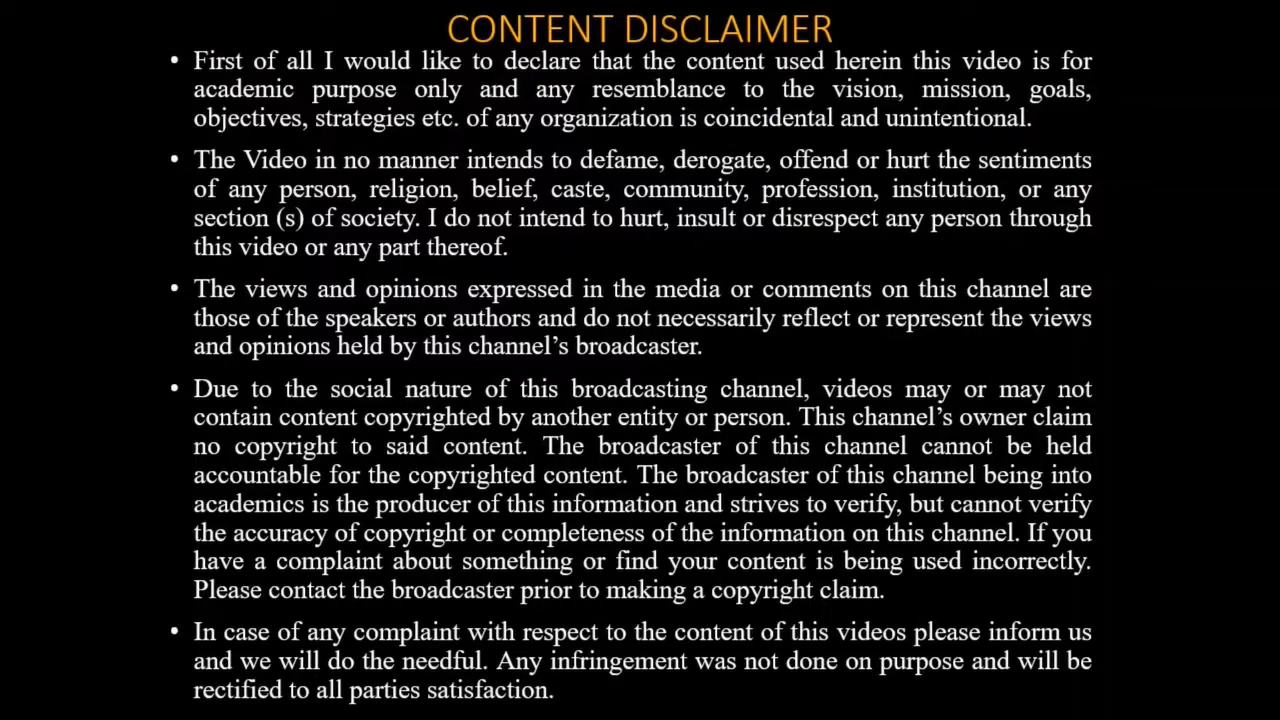 CONTENT DISCLAIMER
• First of all I would like to declare that the content used herein this video is for
academic purpose only and any resemblance to the vision, mission, goals,
objectives, strategies etc. of any organization is coincidental and unintentional.
• The Video in no manner intends to defame, derogate, offend or hurt the sentiments
of any person, religion, belief, caste, community, profession, institution, or any
section (s) of society. I do not intend to hurt, insult or disrespect any person through
this video or any part thereof.
• The views and opinions expressed in the media or comments on this channel are
those of the speakers or authors and do not necessarily reflect or represent the views
and opinions held by this channel’s broadcaster.
• Due to the social nature of this broadcasting channel, videos may or may not
contain content copyrighted by another entity or person. This channel’s owner claim
no copyright to said content. The broadcaster of this channel cannot be held
accountable for the copyrighted content. The broadcaster of this channel being into
academics is the producer of this information and strives to verify, but cannot verify
the accuracy of copyright or completeness of the information on this channel. If you
have a complaint about something or find your content is being used incorrectly.
Please contact the broadcaster prior to making a copyright claim.
• In case of any complaint with respect to the content of this videos please inform us
and we will do the needful. Any infringement was not done on purpose and will be
rectified to all parties satisfaction.